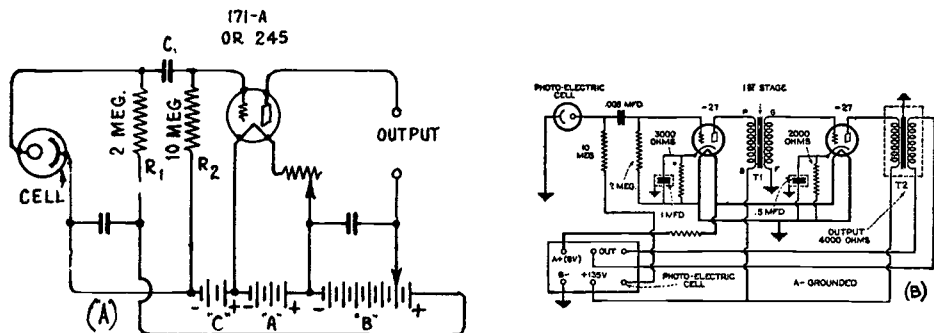 171-A
OR 245
C1
2 MEG.
R1
10 MEG
R2
CELL
OUTPUT
- "C" +
- "A" +
- "B" +
(A)
PHOTO-ELECTRIC
CELL
.006 MFD
-27
1ST STAGE
-27
P
G
B
F
T1
10
MEG
2 MEG.
3000
OHMS
.1 MFD
2000
OHMS
.5 MFD
T2
OUTPUT
4000 OHMS
A+(6V)
OUT
B-
+135V
PHOTO-ELECTRIC
CELL
A- GROUNDED
(B)